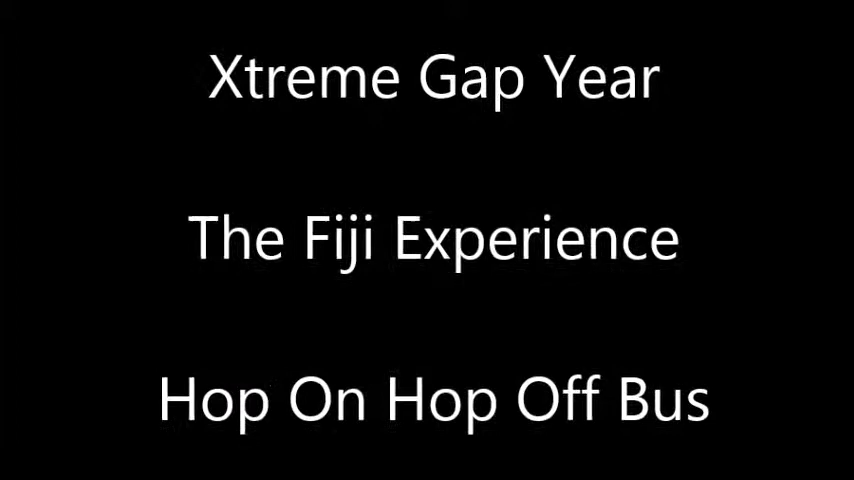 Xtreme Gap Year
The Fiji Experience
Hop On Hop Off Bus